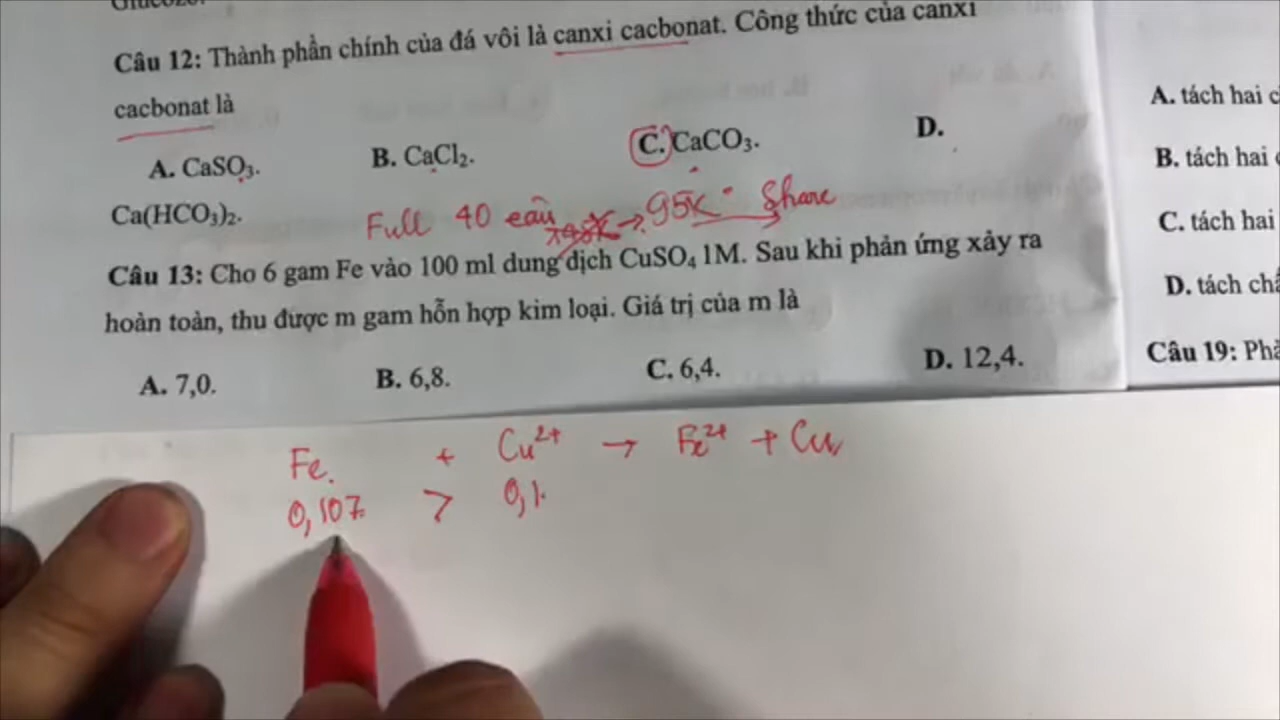 Câu 12: Thành phần chính của đá vôi là canxi cacbonat. Công thức của canxi
cacbonat là
A. CaSO₃.
B. CaCl₂.
C. CaCO₃.
D.
Ca(HCO₃)₂.
Full 40 câu → 95K Share
Câu 13: Cho 6 gam Fe vào 100 ml dung dịch CuSO₄ 1M. Sau khi phản ứng xảy ra
hoàn toàn, thu được m gam hỗn hợp kim loại. Giá trị của m là
A. 7,0.
B. 6,8.
C. 6,4.
D. 12,4.
Fe + Cu²⁺ → Fe²⁺ + Cu
0,107 > 0,1
A. tách hai
B. tách hai
C. tách hai
D. tách
Câu 19: